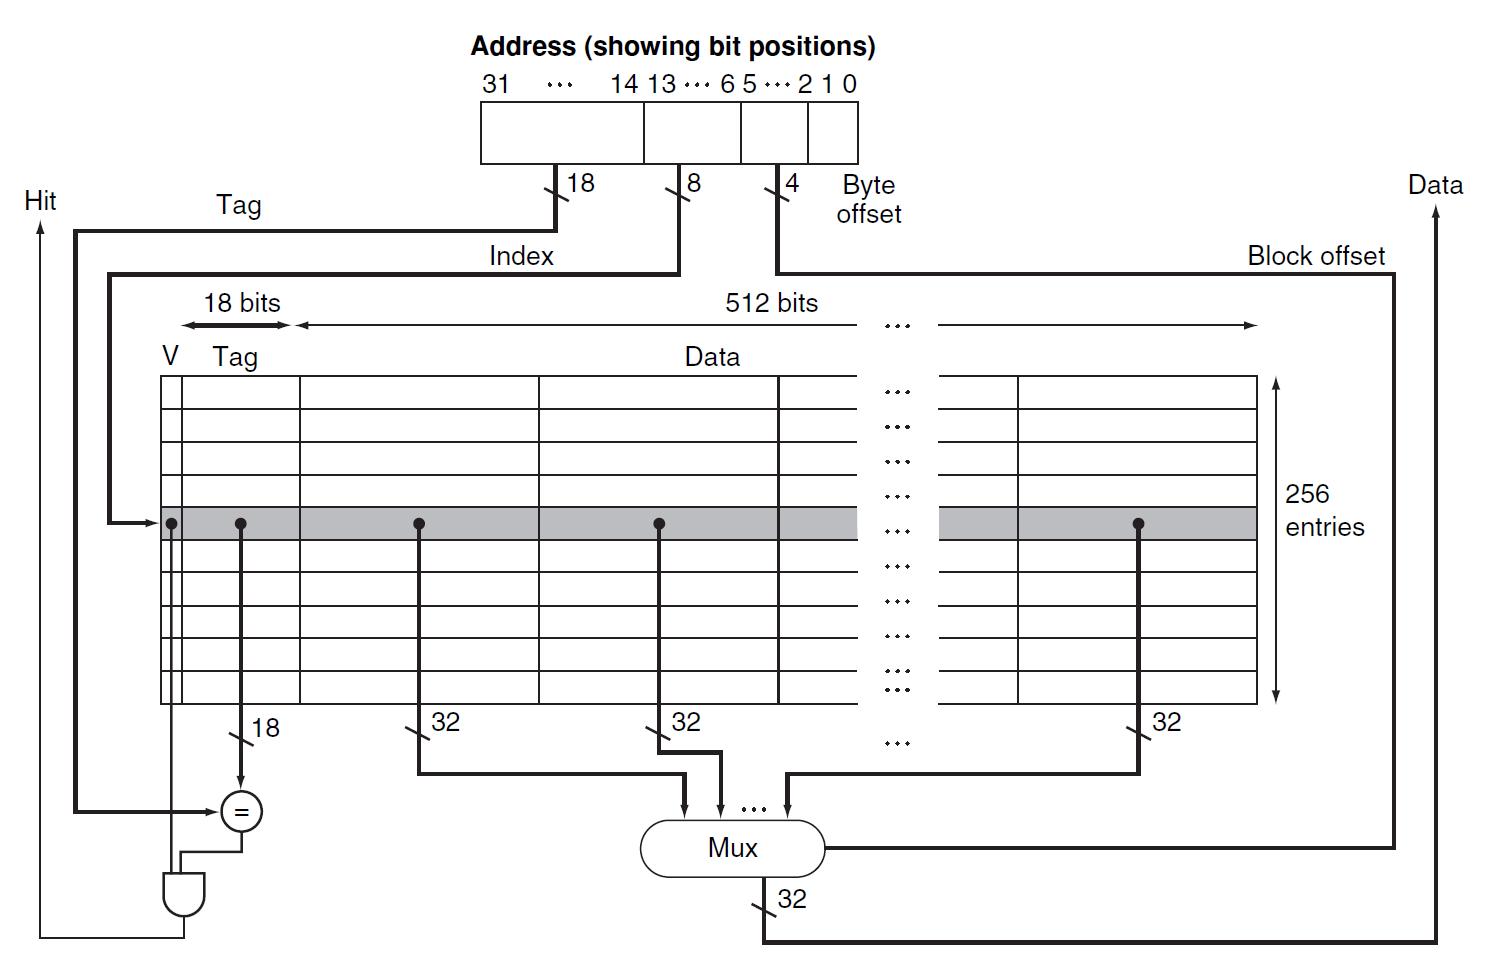 Address (showing bit positions)
31 ... 14 13 ... 6 5 ... 2 1 0
18 8 4 Byte offset
Hit
Tag
Data
Index
Block offset
18 bits
512 bits
...
V Tag Data
...
...
...
...
...
...
...
...
...
...
256
entries
18 32 32 ... 32
=
...
Mux
32